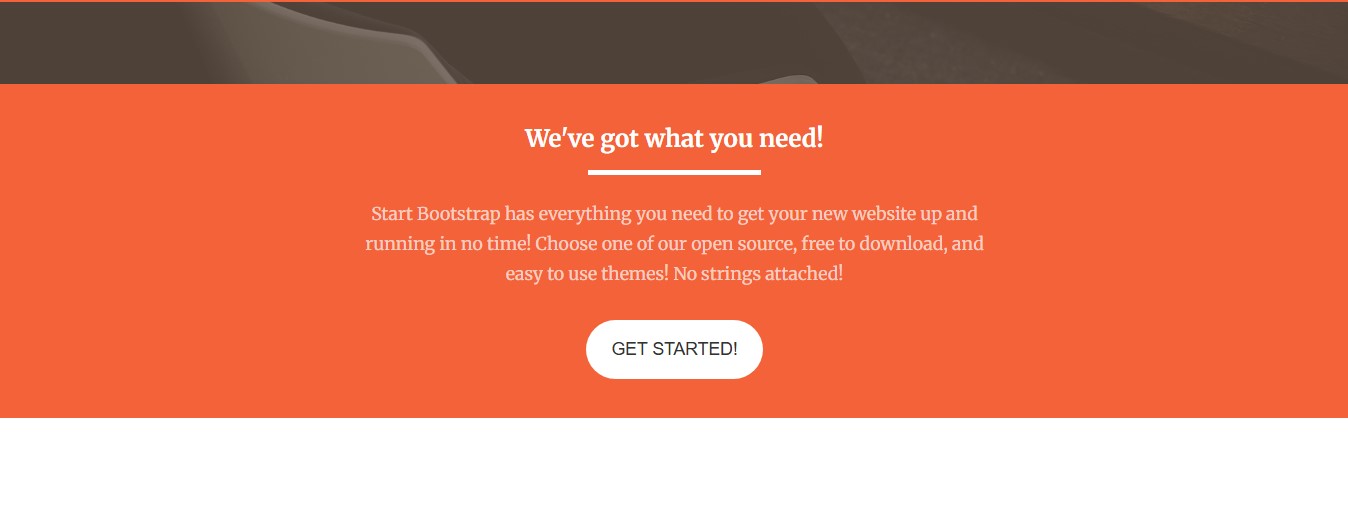 We've got what you need!
Start Bootstrap has everything you need to get your new website up and
running in no time! Choose one of our open source, free to download, and
easy to use themes! No strings attached!
GET STARTED!